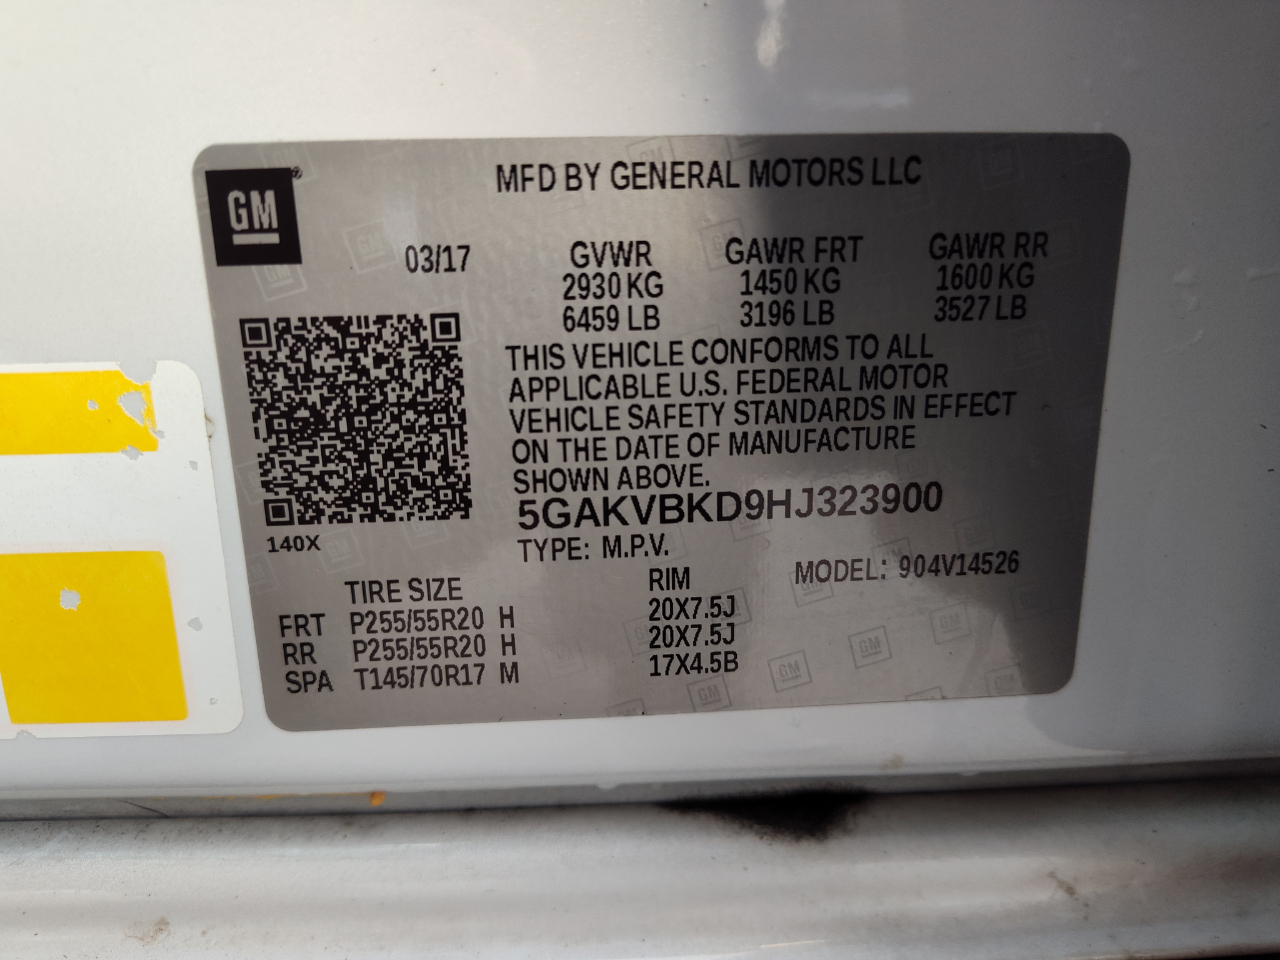 GM
MFD BY GENERAL MOTORS LLC
03/17
GVWR GAWR FRT GAWR RR
2930 KG 1450 KG 1600 KG
6459 LB 3196 LB 3527 LB
THIS VEHICLE CONFORMS TO ALL
APPLICABLE U.S. FEDERAL MOTOR
VEHICLE SAFETY STANDARDS IN EFFECT
ON THE DATE OF MANUFACTURE
SHOWN ABOVE.
5GAKVBKD9HJ323900
140X
TYPE: M.P.V.
MODEL: 904V14526
TIRE SIZE RIM
FRT P255/55R20 H 20X7.5J
RR P255/55R20 H 20X7.5J
SPA T145/70R17 M 17X4.5B